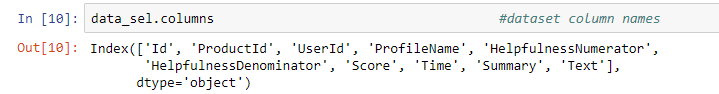 In [10]: data_sel.columns #dataset column names
Out[10]: Index(['Id', 'ProductId', 'UserId', 'ProfileName', 'HelpfulnessNumerator',
'HelpfulnessDenominator', 'Score', 'Time', 'Summary', 'Text'],
dtype='object')